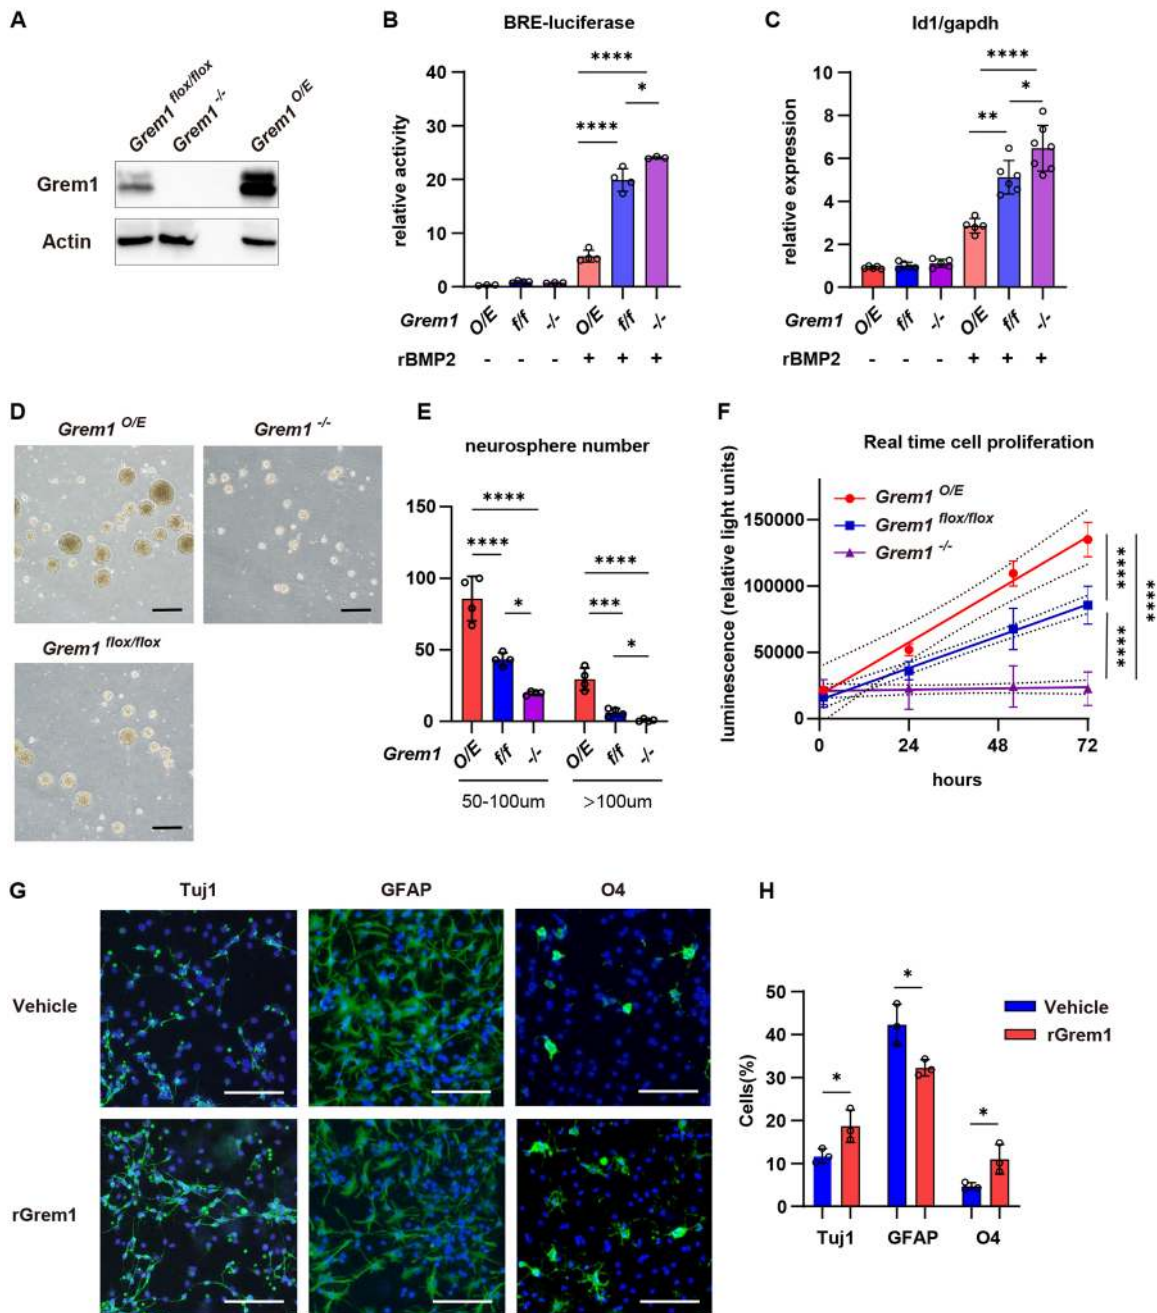 A
Grem1 flox/flox
Grem1 -/-
Grem1 O/E
Grem1
Actin
B
BRE-luciferase
relative activity
40
30
20
10
0
****
*
****
Grem1 O/E f/f -/- O/E f/f -/-
rBMP2 - - - + + +
C
Id1/gapdh
relative expression
10
8
6
4
2
0
****
*
**
Grem1 O/E f/f -/- O/E f/f -/-
rBMP2 - - - + + +
D
Grem1 O/E
Grem1 -/-
Grem1 flox/flox
E
neurosphere number
150
100
50
0
****
****
*
****
***
*
Grem1 O/E f/f -/- O/E f/f -/-
50-100um >100um
F
Real time cell proliferation
luminescence (relative light units)
150000
100000
50000
0
Grem1 O/E
Grem1 flox/flox
Grem1 -/-
****
****
****
0 24 48 72
hours
G
Tuj1 GFAP O4
Vehicle
rGrem1
H
Cells(%)
50
40
30
20
10
0
*
*
*
Vehicle
rGrem1
Tuj1 GFAP O4